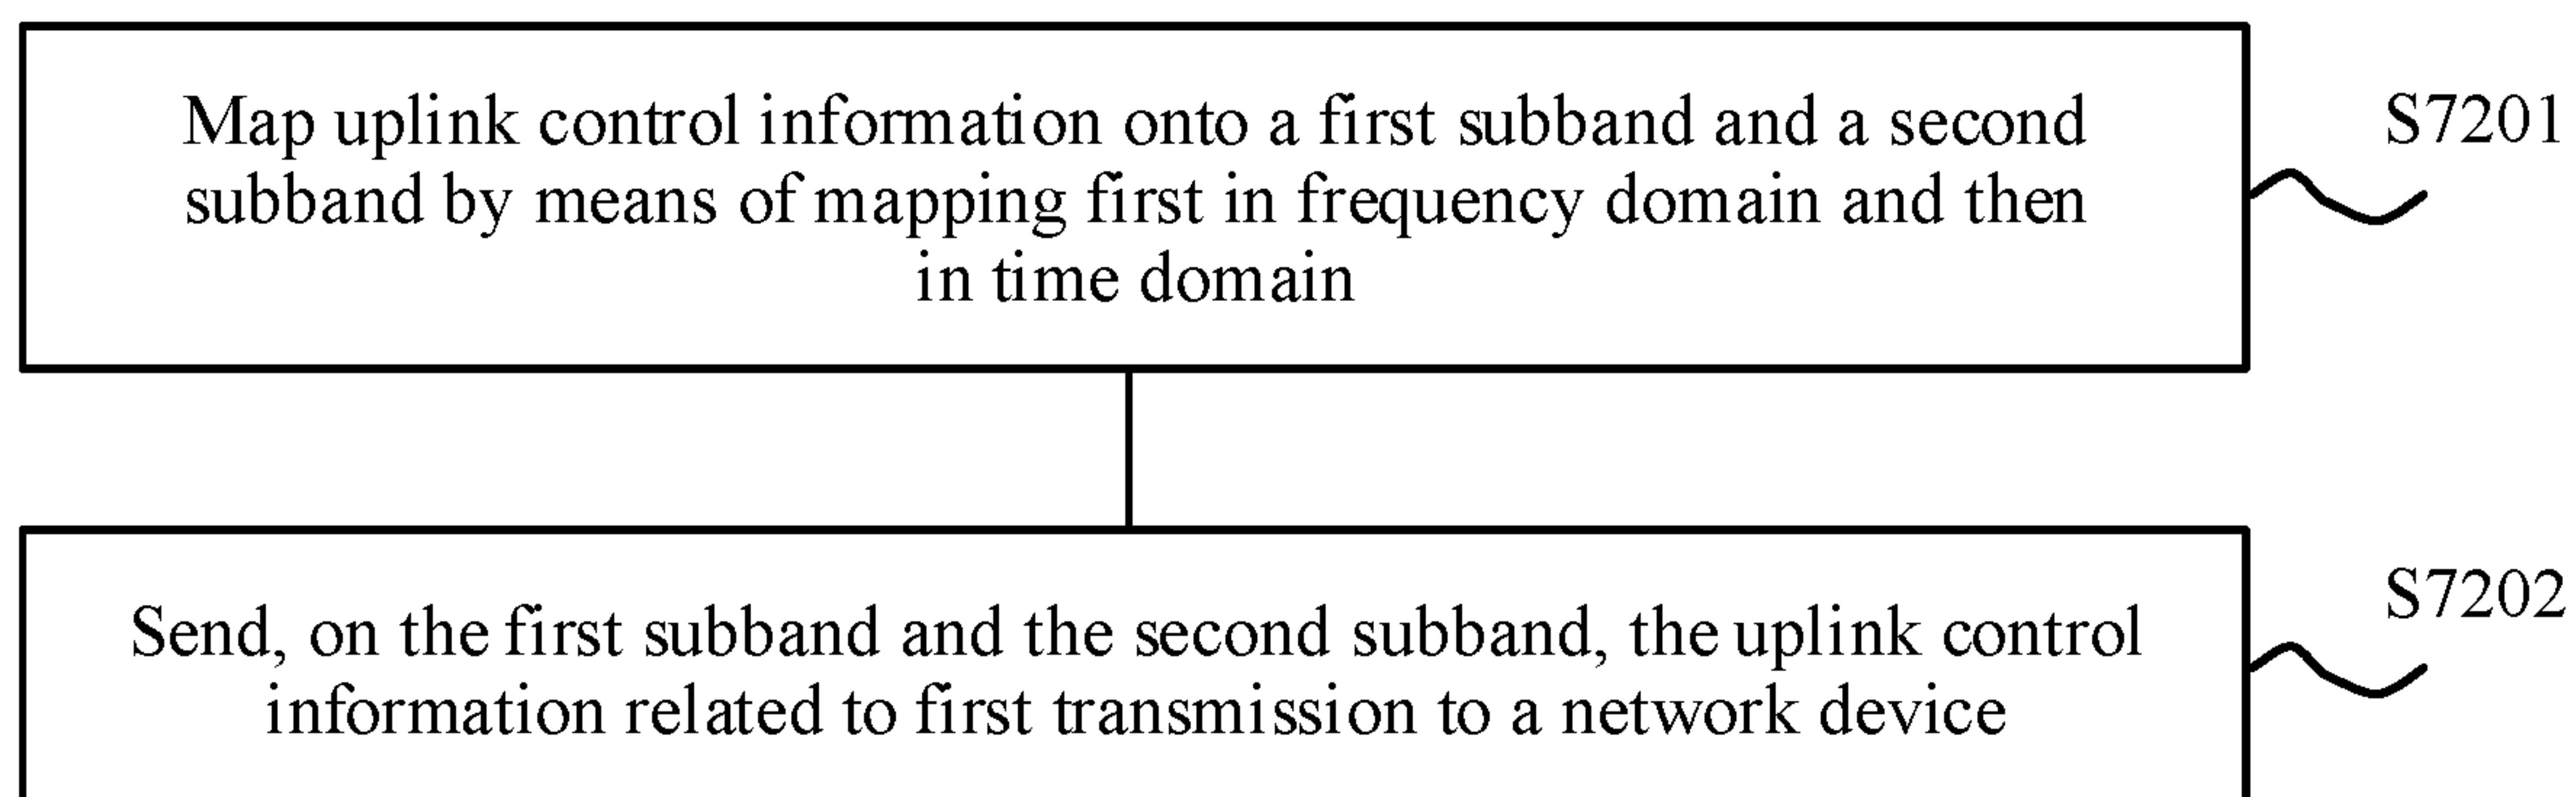 Map uplink control information onto a first subband and a second
subband by means of mapping first in frequency domain and then
in time domain
S7201
Send, on the first subband and the second subband, the uplink control
information related to first transmission to a network device
S7202